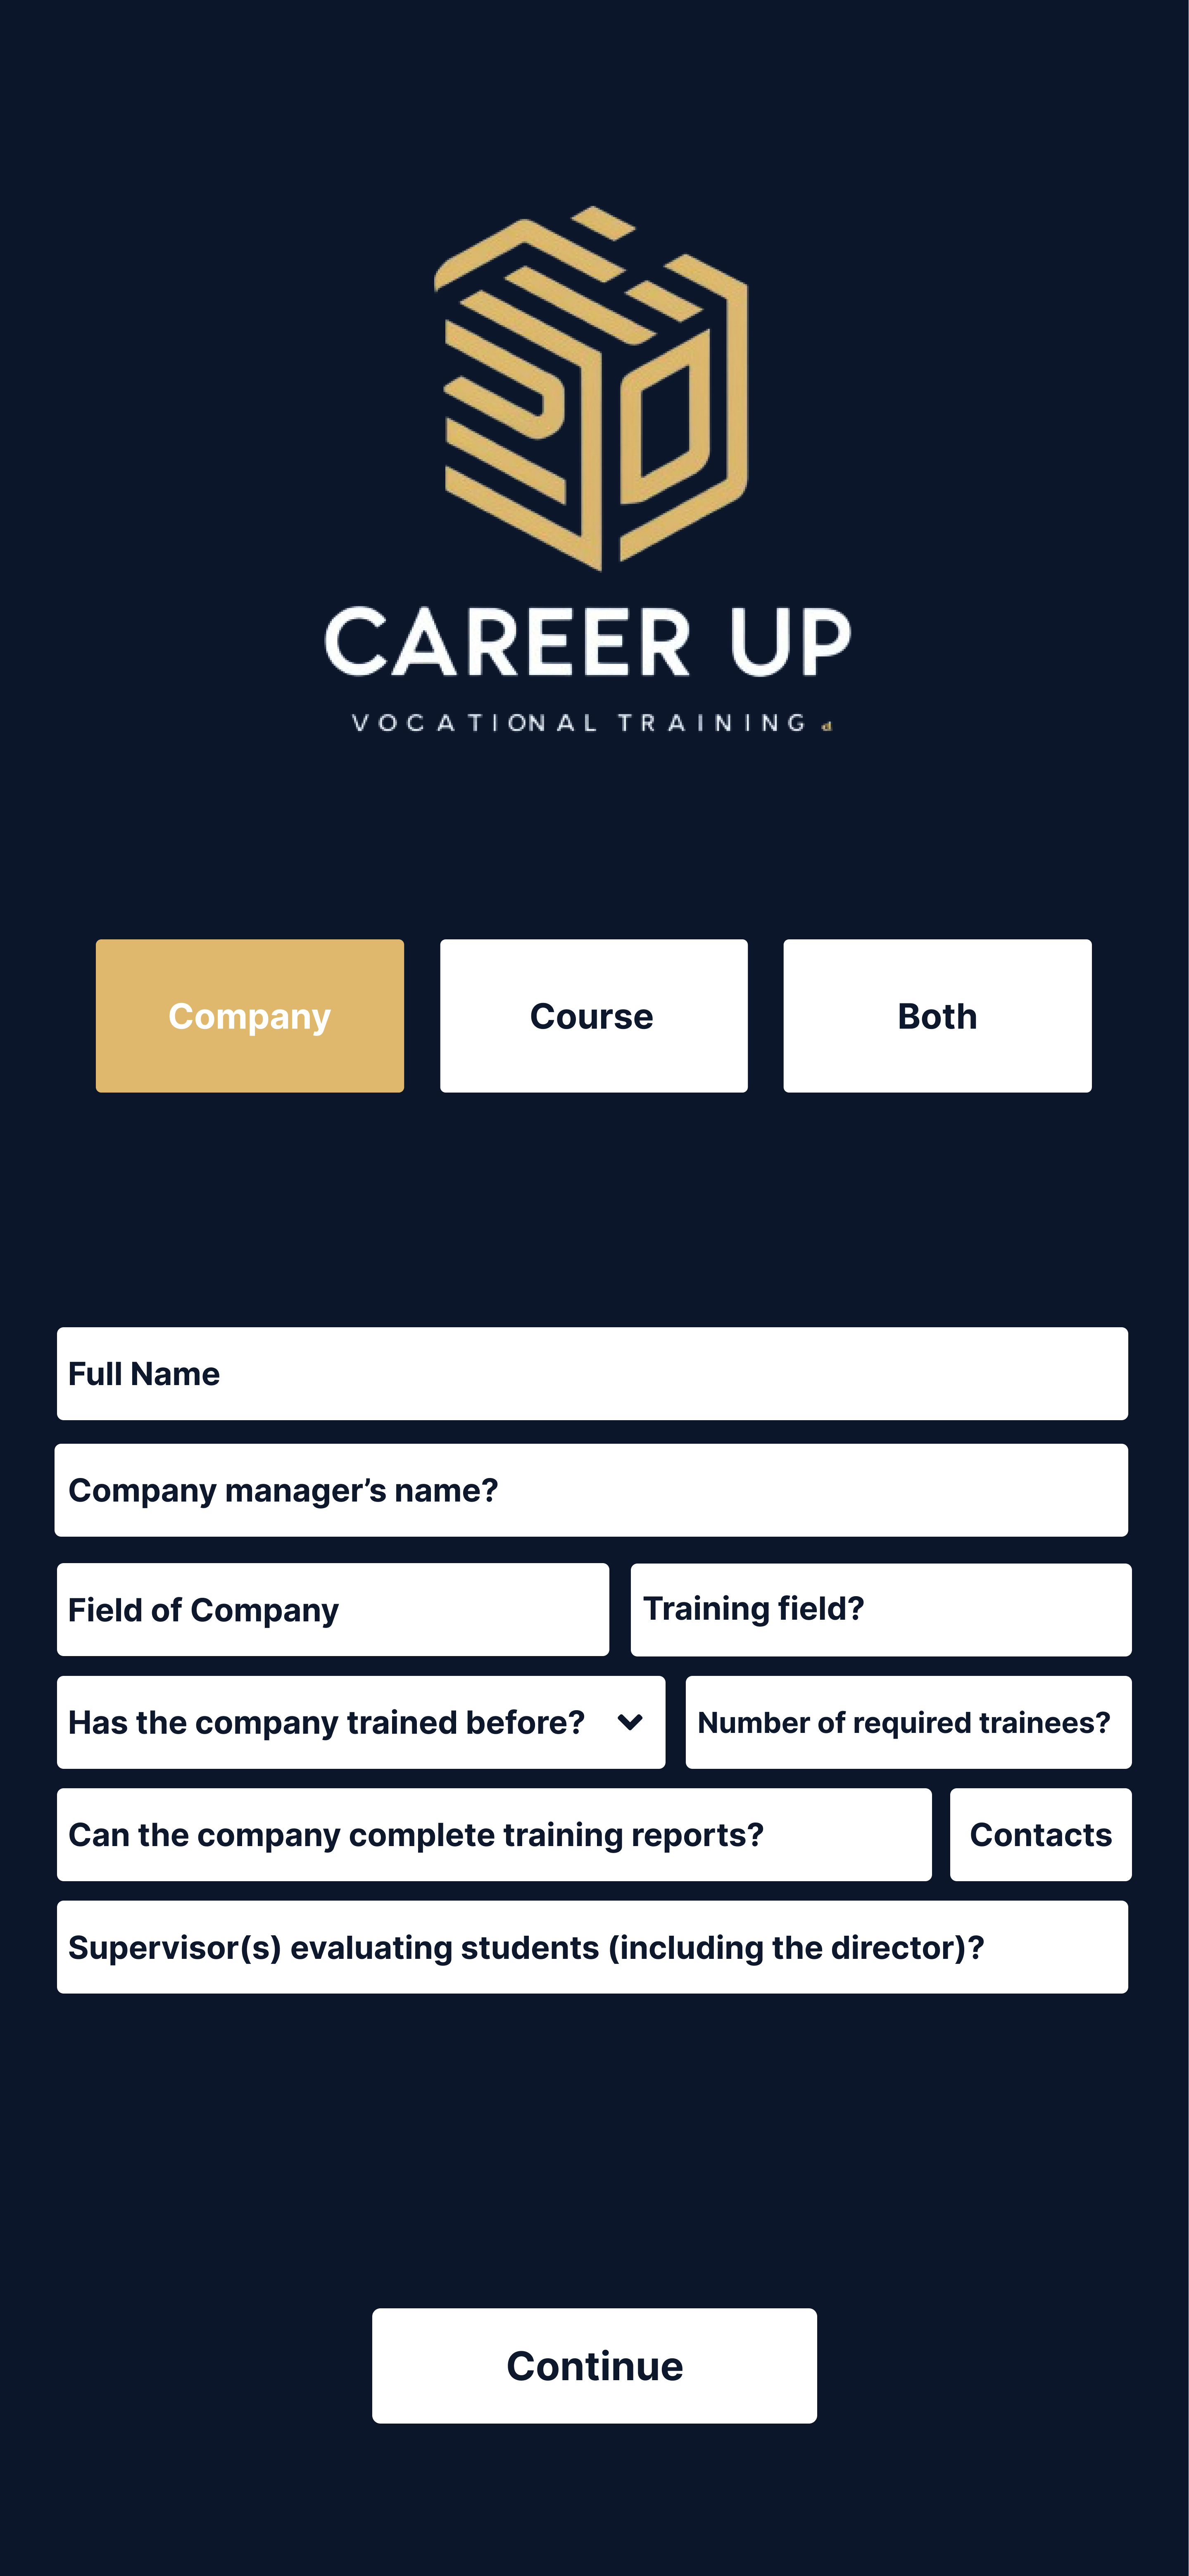 CAREER UP
VOCATIONAL TRAINING
Company
Course
Both
Full Name
Company manager’s name?
Field of Company
Training field?
Has the company trained before?
Number of required trainees?
Can the company complete training reports?
Contacts
Supervisor(s) evaluating students (including the director)?
Continue